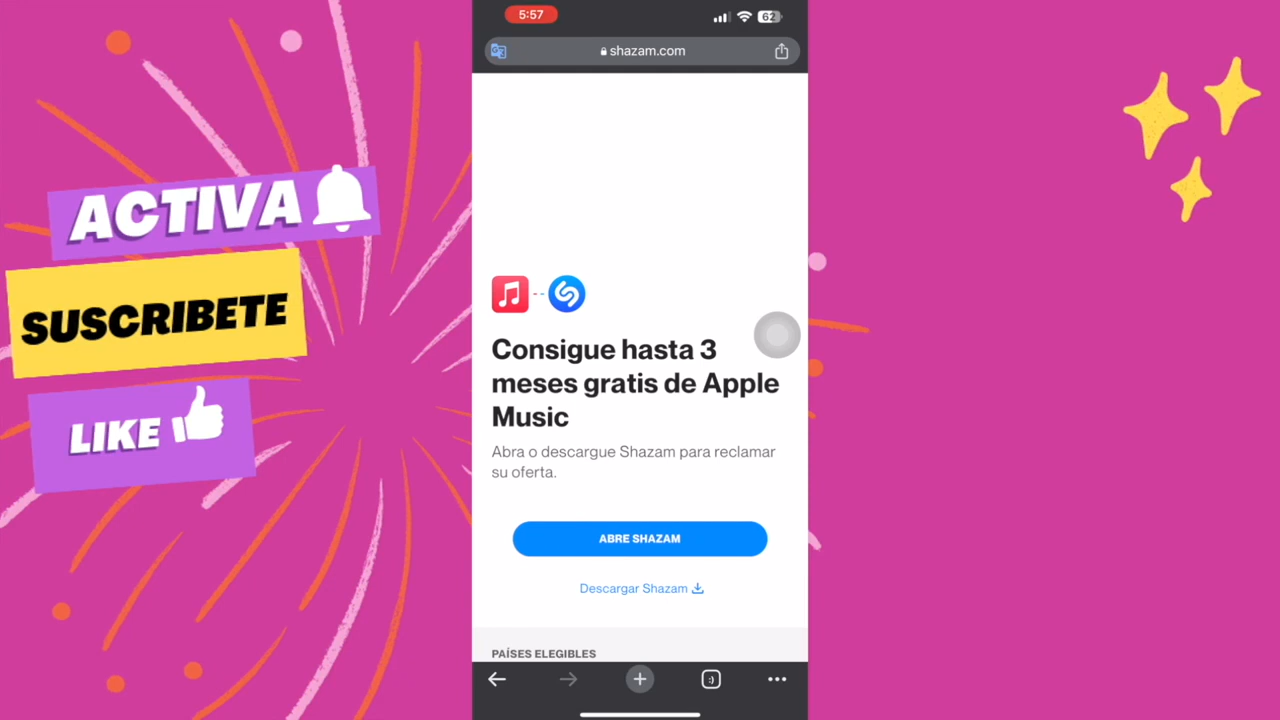 ACTIVA
SUSCRIBETE
LIKE
5:57
62
shazam.com
Consigue hasta 3
meses gratis de Apple
Music
Abra o descargue Shazam para reclamar
su oferta.
ABRE SHAZAM
Descargar Shazam
PAÍSES ELEGIBLES
:)